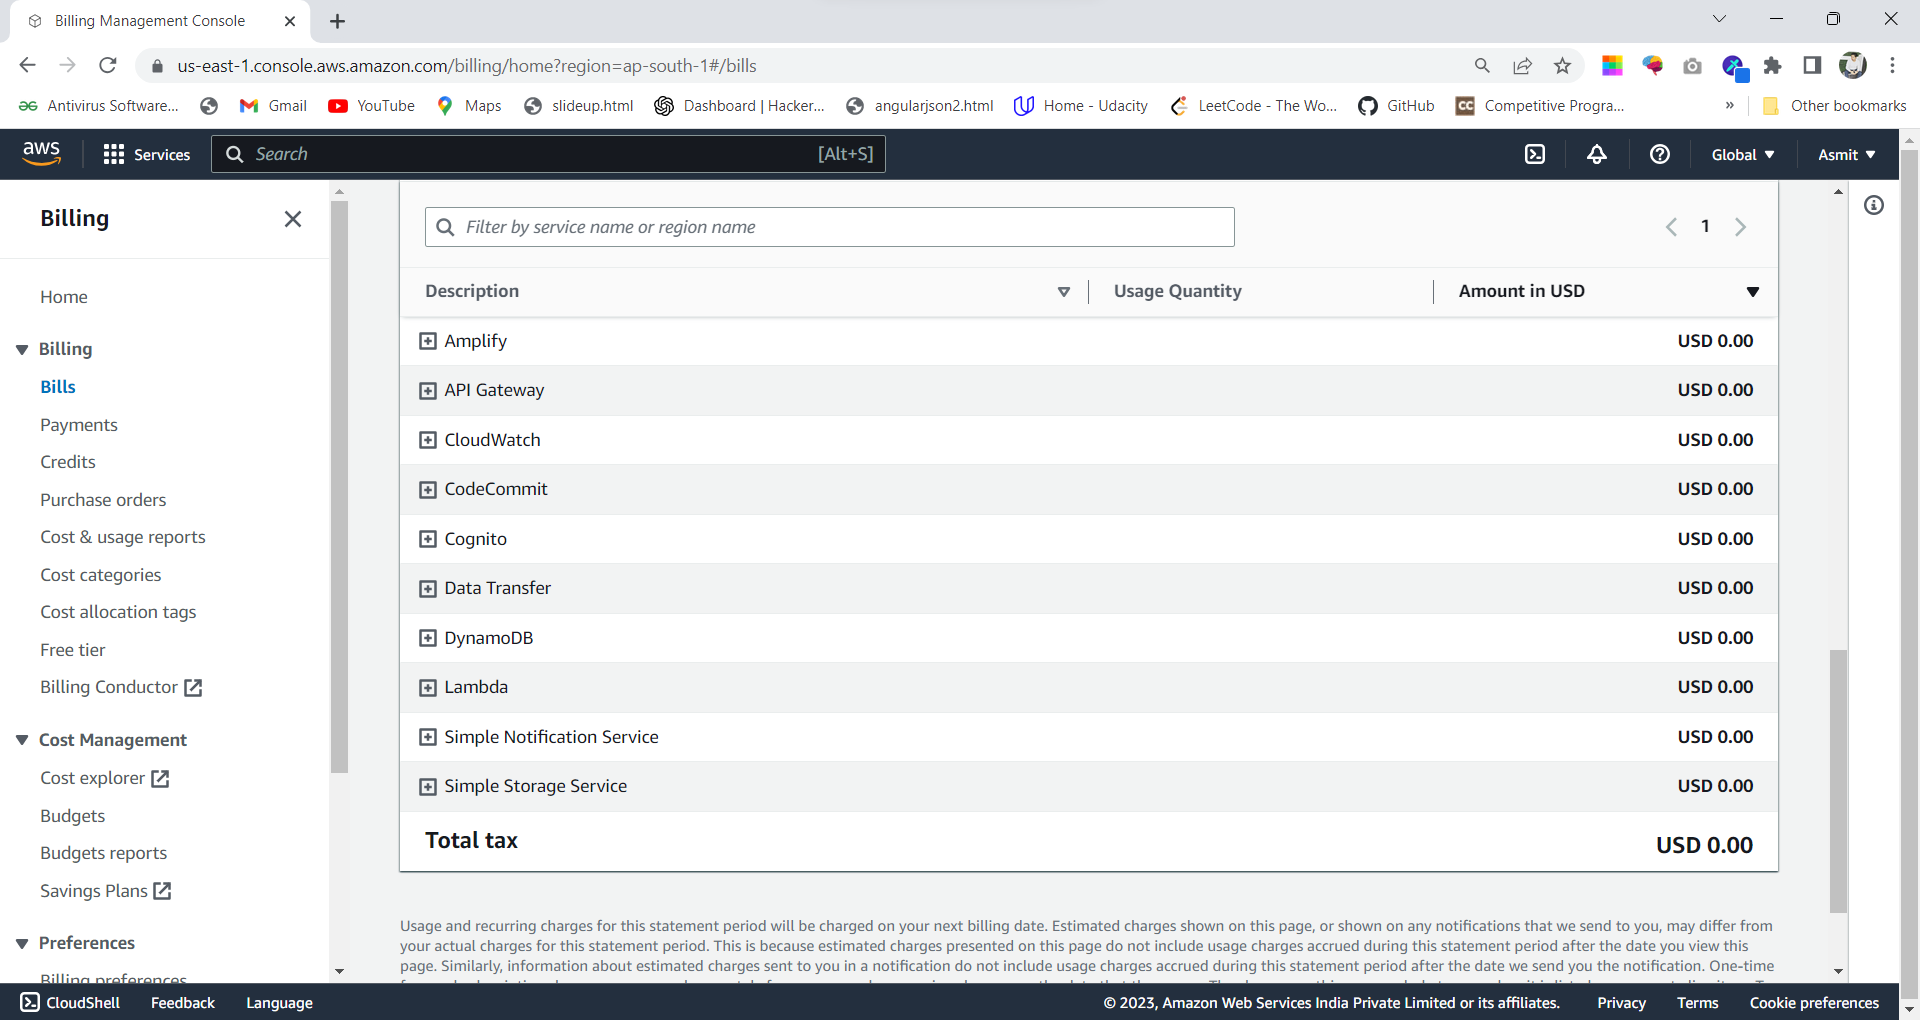 Billing Management Console
us-east-1.console.aws.amazon.com/billing/home?region=ap-south-1#/bills
Antivirus Software... Gmail YouTube Maps slideup.html Dashboard | Hacker... angularjson2.html Home - Udacity LeetCode - The Wo... GitHub CC Competitive Progra... » Other bookmarks
aws Services Search [Alt+S] Global Asmit
Billing
Home
Billing
Bills
Payments
Credits
Purchase orders
Cost & usage reports
Cost categories
Cost allocation tags
Free tier
Billing Conductor
Cost Management
Cost explorer
Budgets
Budgets reports
Savings Plans
Preferences
Billing preferences
Filter by service name or region name 1
Description Usage Quantity Amount in USD
Amplify USD 0.00
API Gateway USD 0.00
CloudWatch USD 0.00
CodeCommit USD 0.00
Cognito USD 0.00
Data Transfer USD 0.00
DynamoDB USD 0.00
Lambda USD 0.00
Simple Notification Service USD 0.00
Simple Storage Service USD 0.00
Total tax USD 0.00
Usage and recurring charges for this statement period will be charged on your next billing date. Estimated charges shown on this page, or shown on any notifications that we send to you, may differ from
your actual charges for this statement period. This is because estimated charges presented on this page do not include usage charges accrued during this statement period after the date you view this
page. Similarly, information about estimated charges sent to you in a notification do not include usage charges accrued during this statement period after the date we send you the notification. One-time
CloudShell Feedback Language © 2023, Amazon Web Services India Private Limited or its affiliates. Privacy Terms Cookie preferences